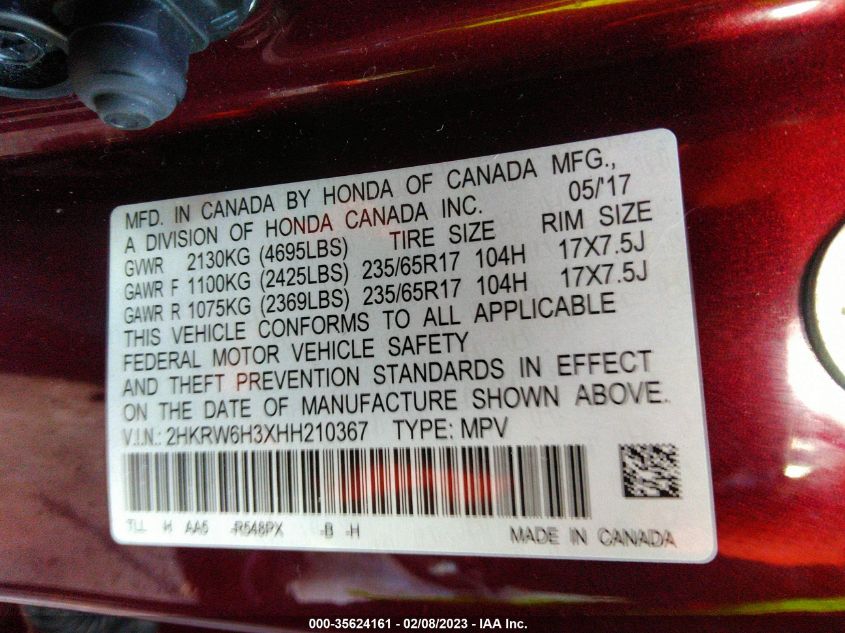 MFD. IN CANADA BY HONDA OF CANADA MFG.,
A DIVISION OF HONDA CANADA INC. 05/'17
GVWR 2130KG (4695LBS) TIRE SIZE RIM SIZE
GAWR F 1100KG (2425LBS) 235/65R17 104H 17X7.5J
GAWR R 1075KG (2369LBS) 235/65R17 104H 17X7.5J
THIS VEHICLE CONFORMS TO ALL APPLICABLE
FEDERAL MOTOR VEHICLE SAFETY
AND THEFT PREVENTION STANDARDS IN EFFECT
ON THE DATE OF MANUFACTURE SHOWN ABOVE.
V.I.N.: 2HKRW6H3XHH210367 TYPE: MPV
TLL -H AA5 -R548PX -B -H
MADE IN CANADA
000-35624161 - 02/08/2023 - IAA Inc.